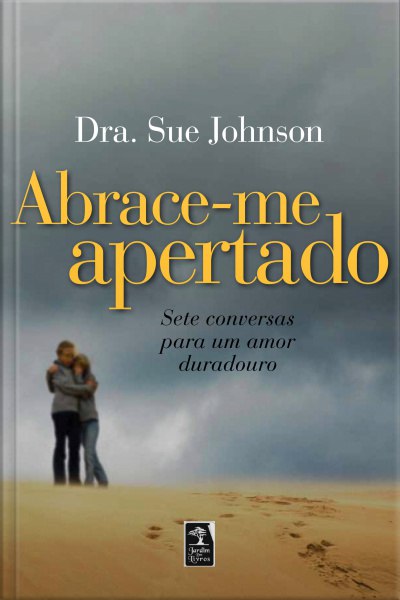 Dra. Sue Johnson
Abrace-me
apertado
Sete conversas
para um amor
duradouro
Jardim
dos
Livros